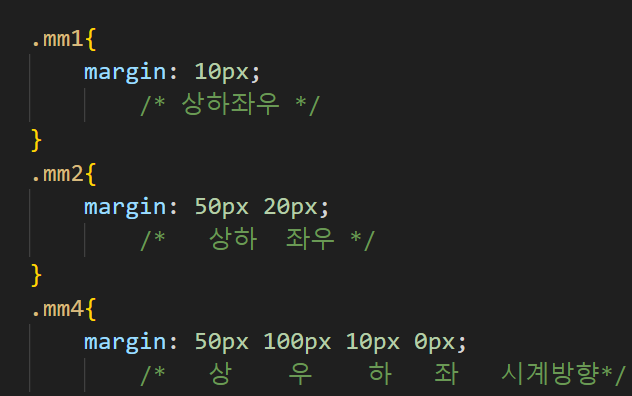 .mm1{
margin: 10px;
/* 상하좌우 */
}
.mm2{
margin: 50px 20px;
/* 상하 좌우 */
}
.mm4{
margin: 50px 100px 10px 0px;
/* 상 우 하 좌 시계방향*/